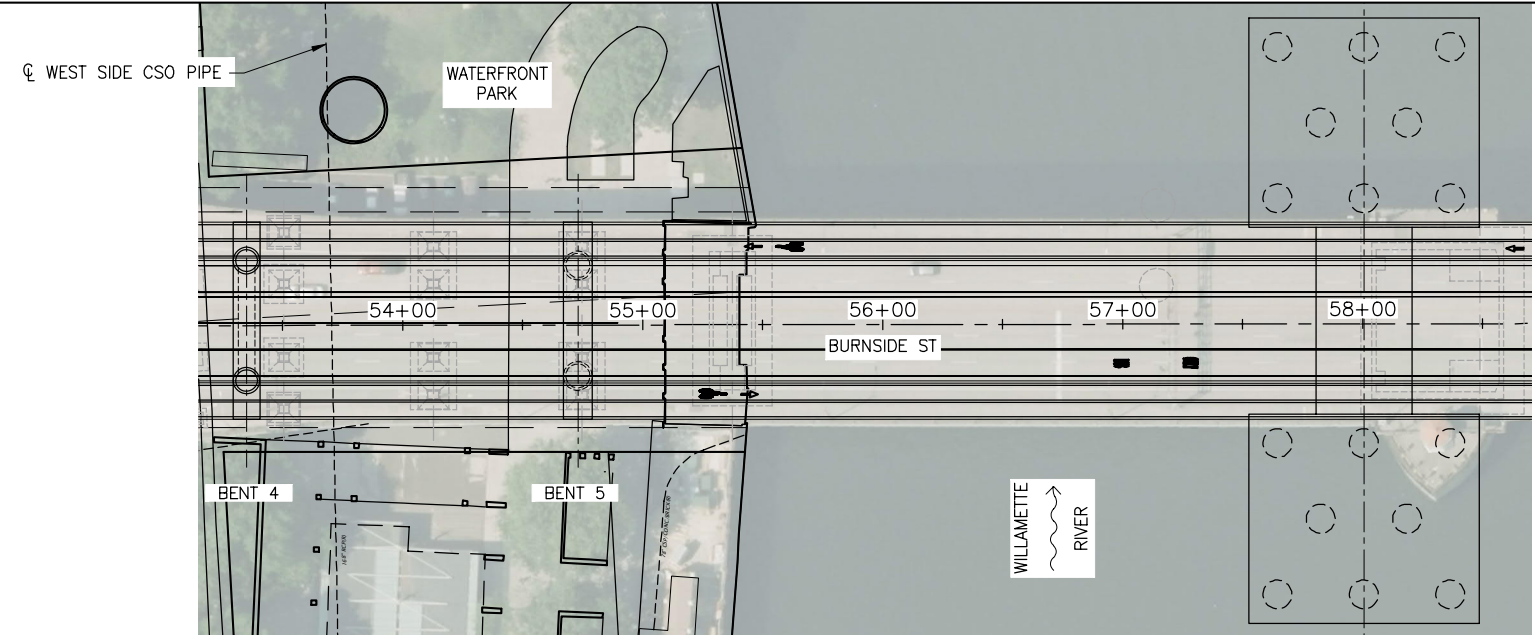 ℄ WEST SIDE CSO PIPE
WATERFRONT
PARK
54+00
55+00
56+00
57+00
58+00
BURNSIDE ST
BENT 4
BENT 5
WILLAMETTE
RIVER